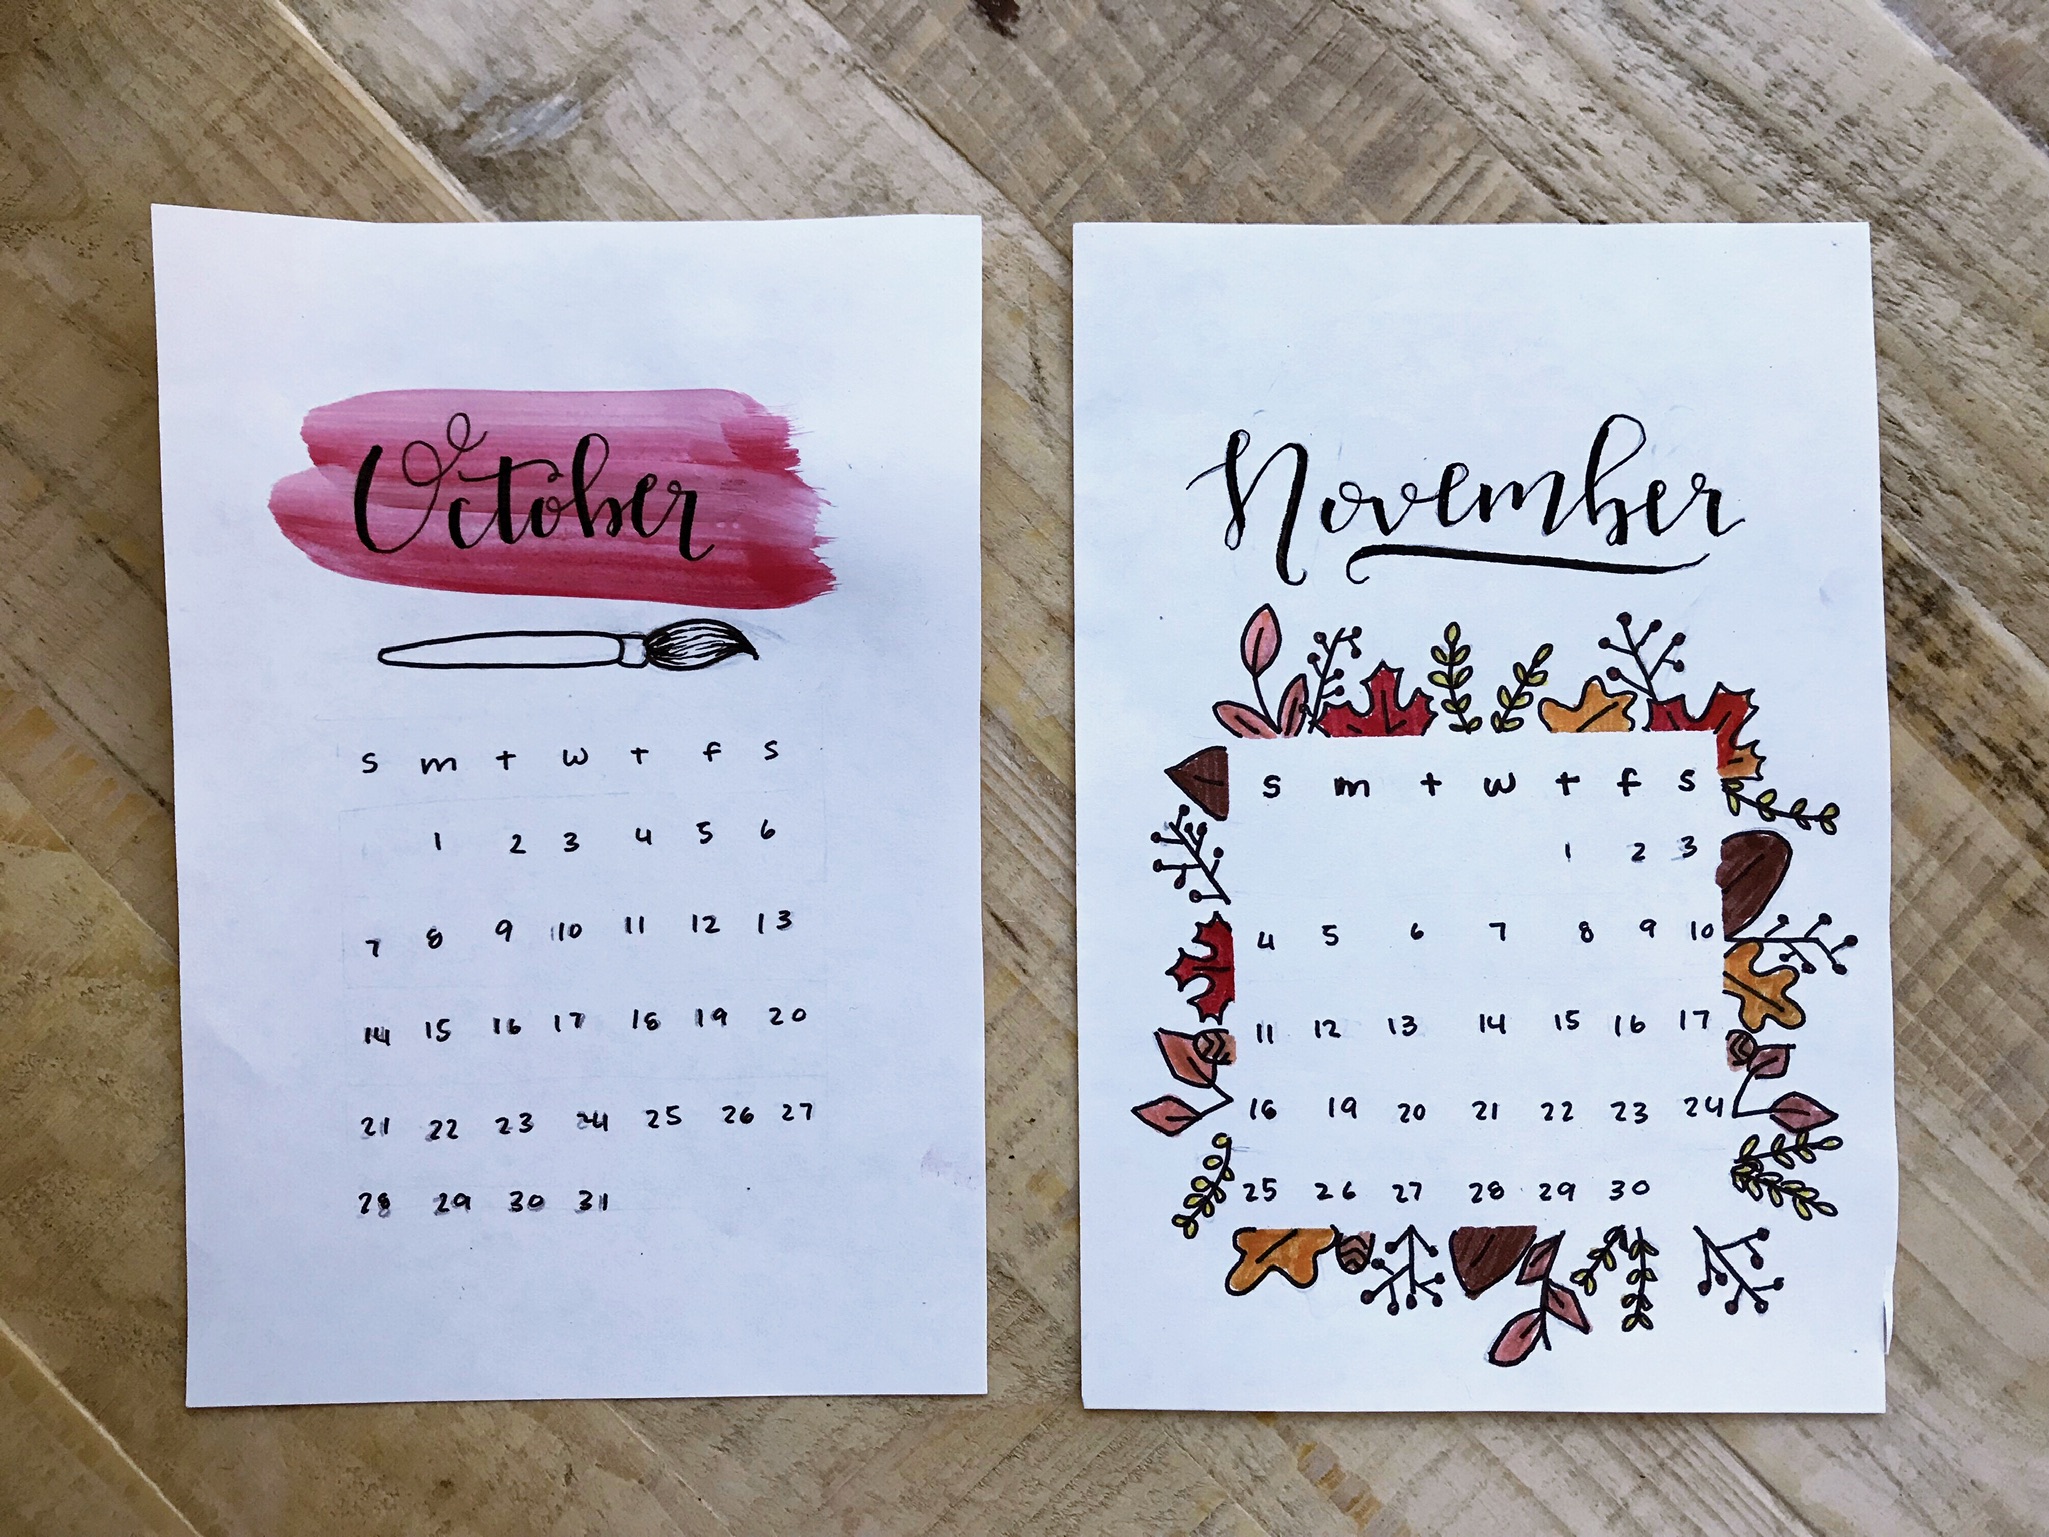 October
s m t w t f s
1 2 3 4 5 6
7 8 9 10 11 12 13
14 15 16 17 18 19 20
21 22 23 24 25 26 27
28 29 30 31
November
s m t w t f s
1 2 3
4 5 6 7 8 9 10
11 12 13 14 15 16 17
18 19 20 21 22 23 24
25 26 27 28 29 30